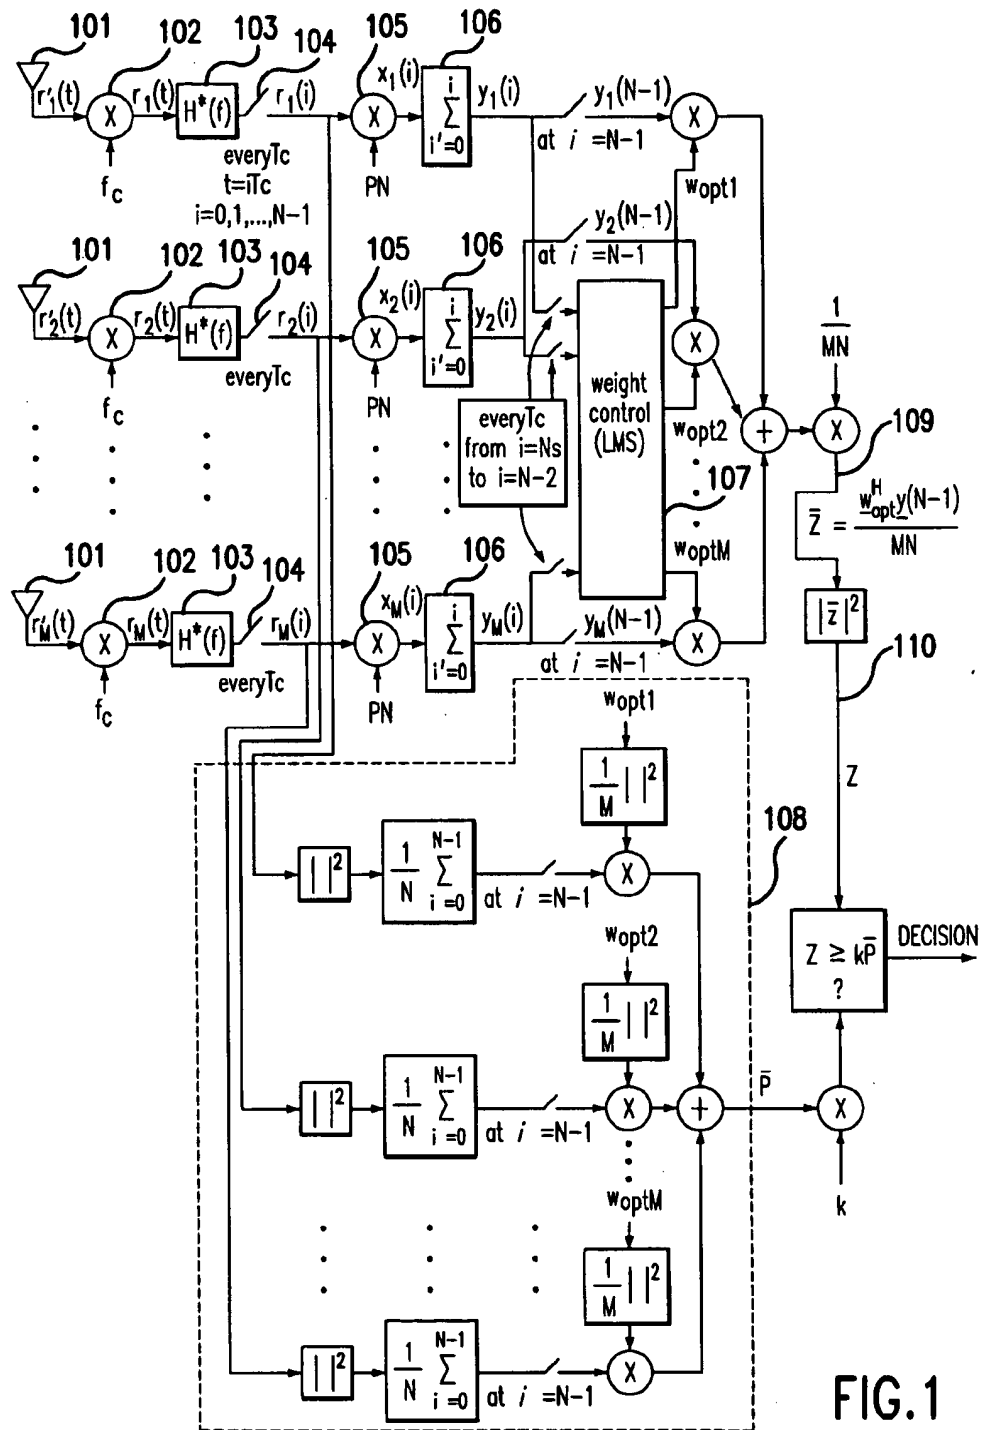 101 102 103 104 105 106
r'1(t) X r1(t) H*(f) r1(i) X x1(i) i Σ i'=0 y1(i) y1(N-1) X
at i =N-1
fc everyTc PN wopt1
t=iTc
i=0,1,...,N-1
y2(N-1)
at i =N-1
101 102 103 104 105 106
r'2(t) X r2(t) H*(f) r2(i) X x2(i) i Σ i'=0 y2(i) X
everyTc
fc PN
1
MN
weight
control
(LMS)
everyTc
from i=Ns
to i=N-2
wopt2
+ X 109
107
woptM
z̅ = w^H opt y(N-1)
MN
101 102 103 104 105 106
r'M(t) X rM(t) H*(f) rM(i) X xM(i) i Σ i'=0 yM(i) yM(N-1) X
at i =N-1
everyTc
fc PN
|z̅|²
110
wopt1
1/M | |²
Z
108
| |² 1/N N-1 Σ i=0 at i =N-1 X
wopt2
Z ≥ kP̅
?
DECISION
1/M | |²
| |² 1/N N-1 Σ i=0 at i =N-1 X + P̅ X
k
woptM
1/M | |²
| |² 1/N N-1 Σ i=0 at i =N-1 X
FIG.1